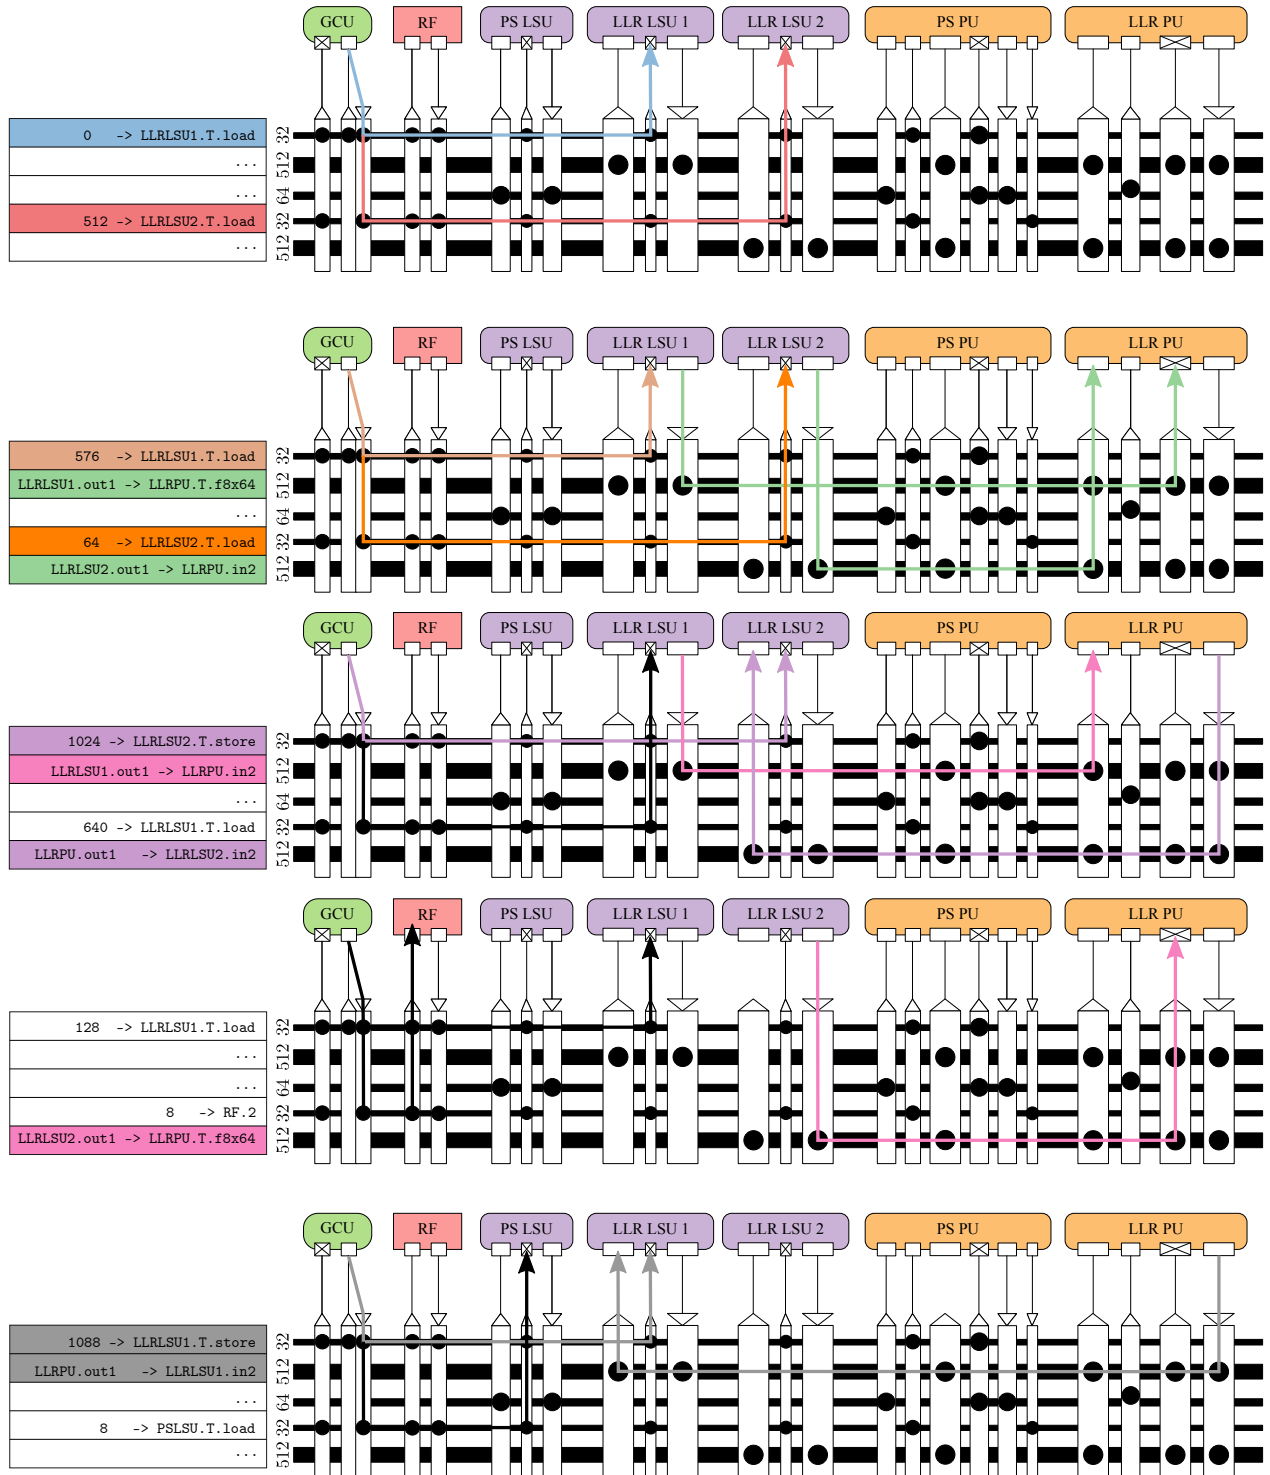 GCU RF PS LSU LLR LSU 1 LLR LSU 2 PS PU LLR PU
0 -> LLRLSU1.T.load 32
... 512
... 64
512 -> LLRLSU2.T.load 32
... 512
GCU RF PS LSU LLR LSU 1 LLR LSU 2 PS PU LLR PU
576 -> LLRLSU1.T.load 32
LLRLSU1.out1 -> LLRPU.T.f8x64 512
... 64
64 -> LLRLSU2.T.load 32
LLRLSU2.out1 -> LLRPU.in2 512
GCU RF PS LSU LLR LSU 1 LLR LSU 2 PS PU LLR PU
1024 -> LLRLSU2.T.store 32
LLRLSU1.out1 -> LLRPU.in2 512
... 64
640 -> LLRLSU1.T.load 32
LLRPU.out1 -> LLRLSU2.in2 512
GCU RF PS LSU LLR LSU 1 LLR LSU 2 PS PU LLR PU
128 -> LLRLSU1.T.load 32
... 512
... 64
8 -> RF.2 32
LLRLSU2.out1 -> LLRPU.T.f8x64 512
GCU RF PS LSU LLR LSU 1 LLR LSU 2 PS PU LLR PU
1088 -> LLRLSU1.T.store 32
LLRPU.out1 -> LLRLSU1.in2 512
... 64
8 -> PSLSU.T.load 32
... 512